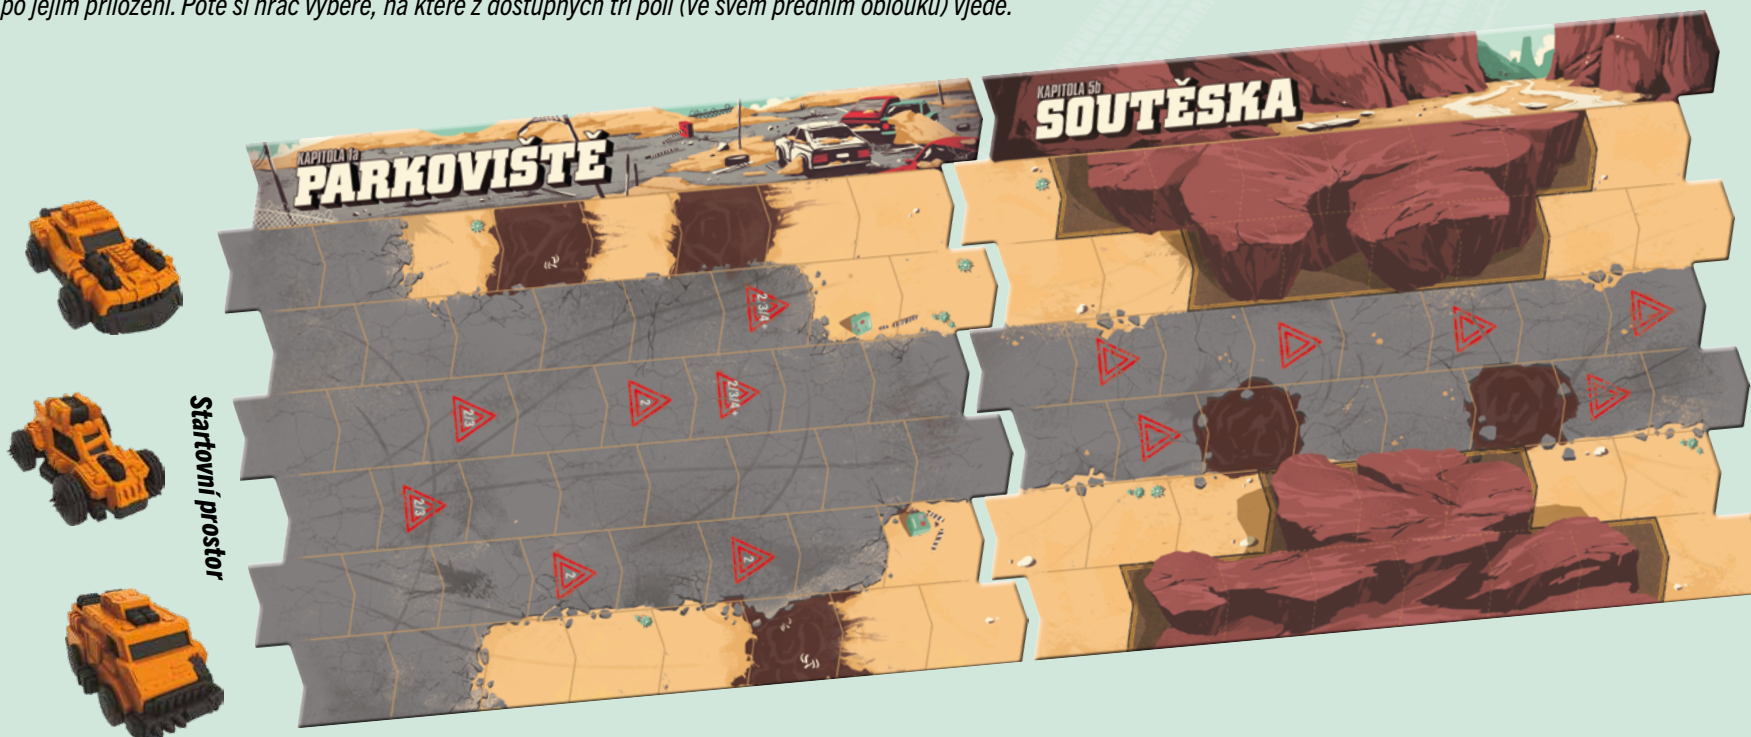 po jejím přiložení. Poté si hráč vybere, na které z dostupných tří polí (ve svém předním oblouku) vjede.
KAPITOLA 1a
PARKOVIŠTĚ
KAPITOLA 5b
SOUTĚSKA
Startovní prostor
2/3/4+
2/3
2
2/3/4+
2/3
2
2